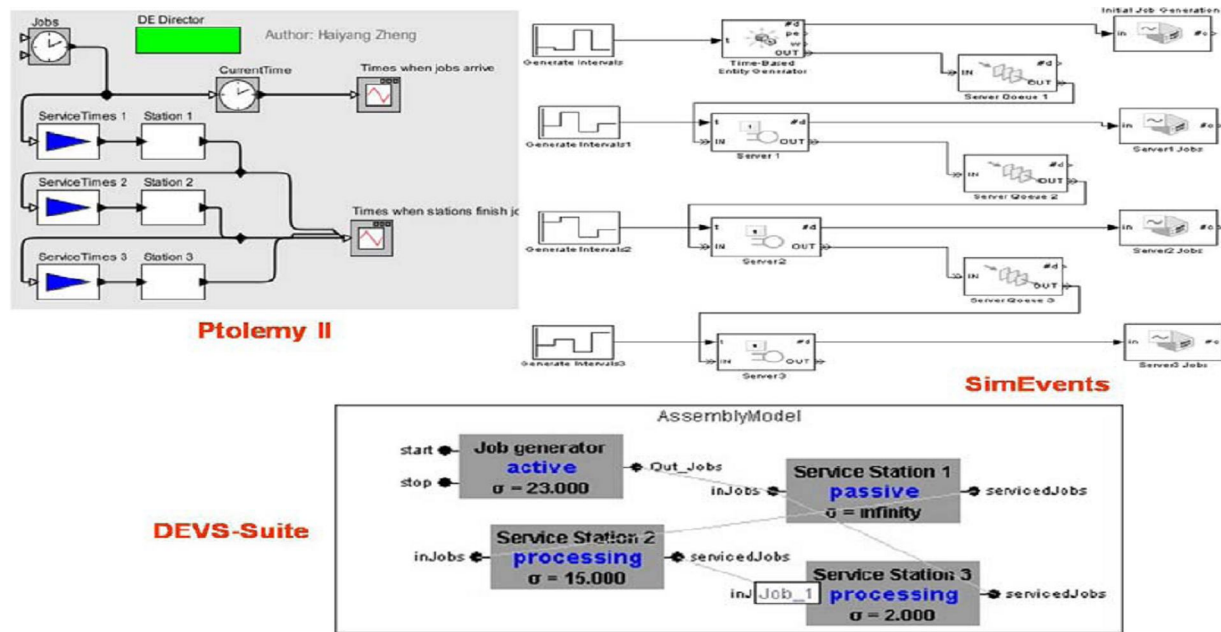 Jobs
DE Director
Author: Haiyang Zheng
CurrentTime
Times when jobs arrive
ServiceTimes 1
Station 1
ServiceTimes 2
Station 2
Times when stations finish jo
ServiceTimes 3
Station 3
Ptolemy II
Generate Intervals
t
#d
pe
w
OUT
Time-Based
Entity Generator
IN
#d
OUT
Server Queue 1
Initial Job Generation
in
#c
Generate Intervals1
t
IN
1
#d
OUT
Server 1
IN
#d
OUT
Server Queue 2
in
#c
Server1 Jobs
Generate Intervals2
t
IN
#d
OUT
Server2
IN
#d
OUT
Server Queue 3
in
#c
Server2 Jobs
Generate Intervals3
t
IN
#d
OUT
Server3
in
#c
Server3 Jobs
SimEvents
AssemblyModel
start
stop
Job generator
active
σ = 23.000
Out_Jobs
inJobs
Service Station 1
passive
σ = infinity
servicedJobs
DEVS-Suite
inJobs
Service Station 2
processing
σ = 15.000
servicedJobs
inJ
Job_1
Service Station 3
processing
σ = 2.000
servicedJobs